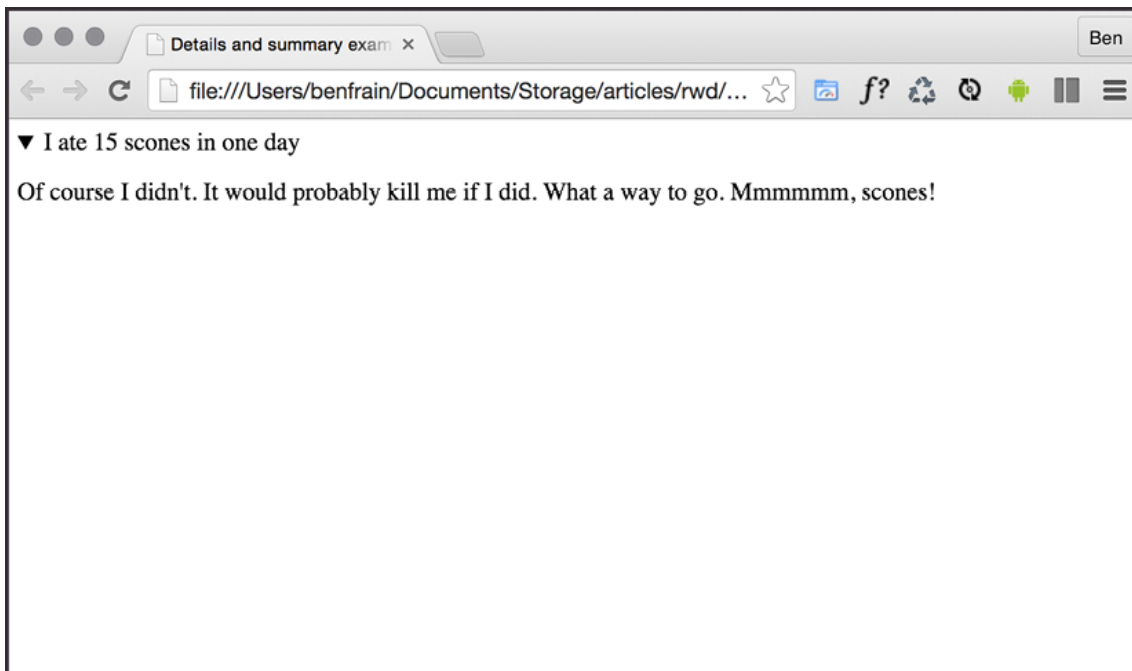 Details and summary exam
Ben
file:///Users/benfrain/Documents/Storage/articles/rwd/...
f?
▼ I ate 15 scones in one day
Of course I didn't. It would probably kill me if I did. What a way to go. Mmmmmm, scones!